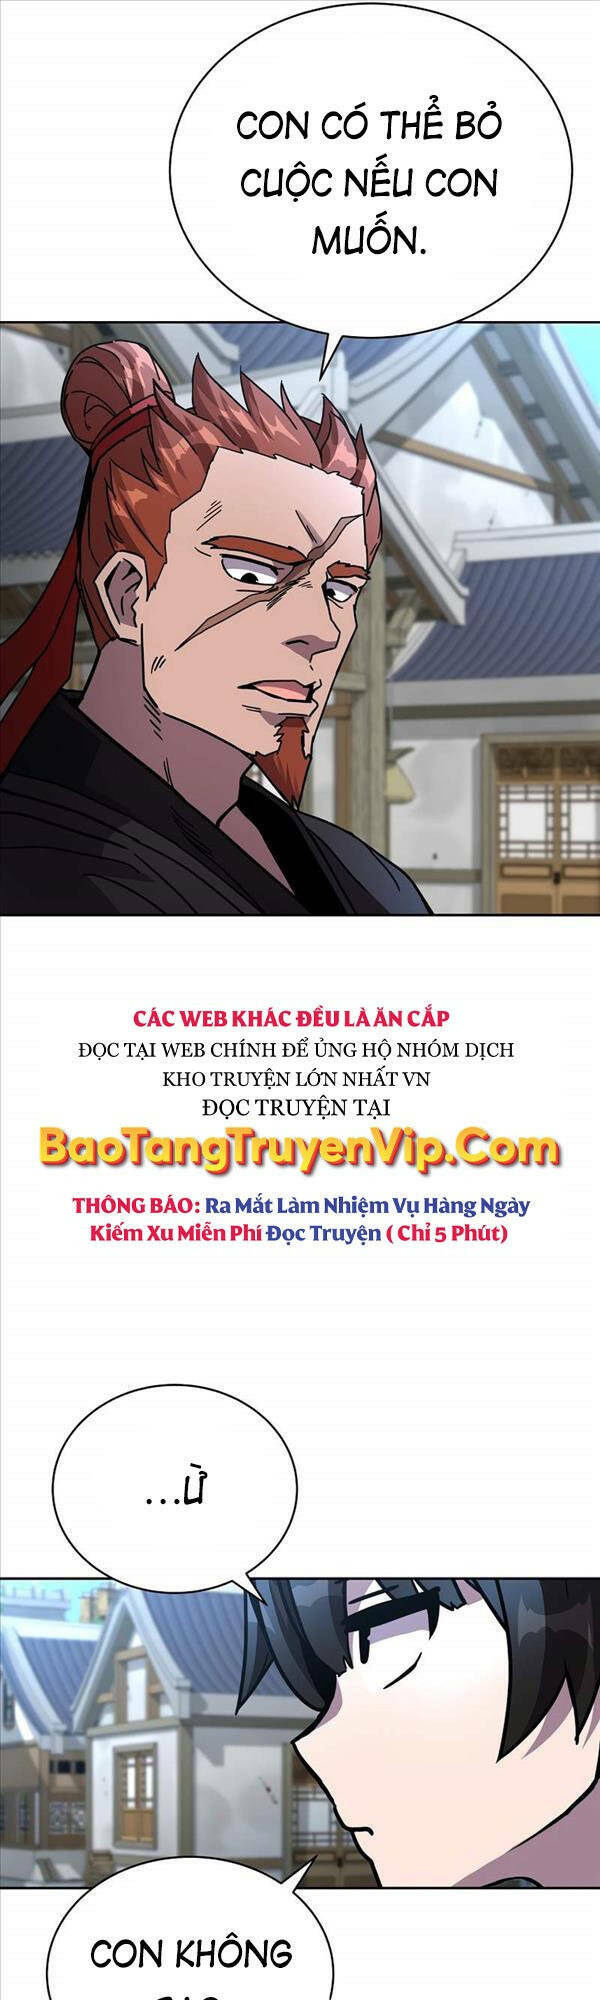 CON CÓ THỂ BỎ
CUỘC NẾU CON
MUỐN.
CÁC WEB KHÁC ĐỀU LÀ ĂN CẮP
ĐỌC TẠI WEB CHÍNH ĐỂ ỦNG HỘ NHÓM DỊCH
KHO TRUYỆN LỚN NHẤT VN
ĐỌC TRUYỆN TẠI
BaoTangTruyenVip.Com
THÔNG BÁO: Ra Mắt Làm Nhiệm Vụ Hàng Ngày
Kiếm Xu Miễn Phí Đọc Truyện ( Chỉ 5 Phút)
...Ừ
CON KHÔNG